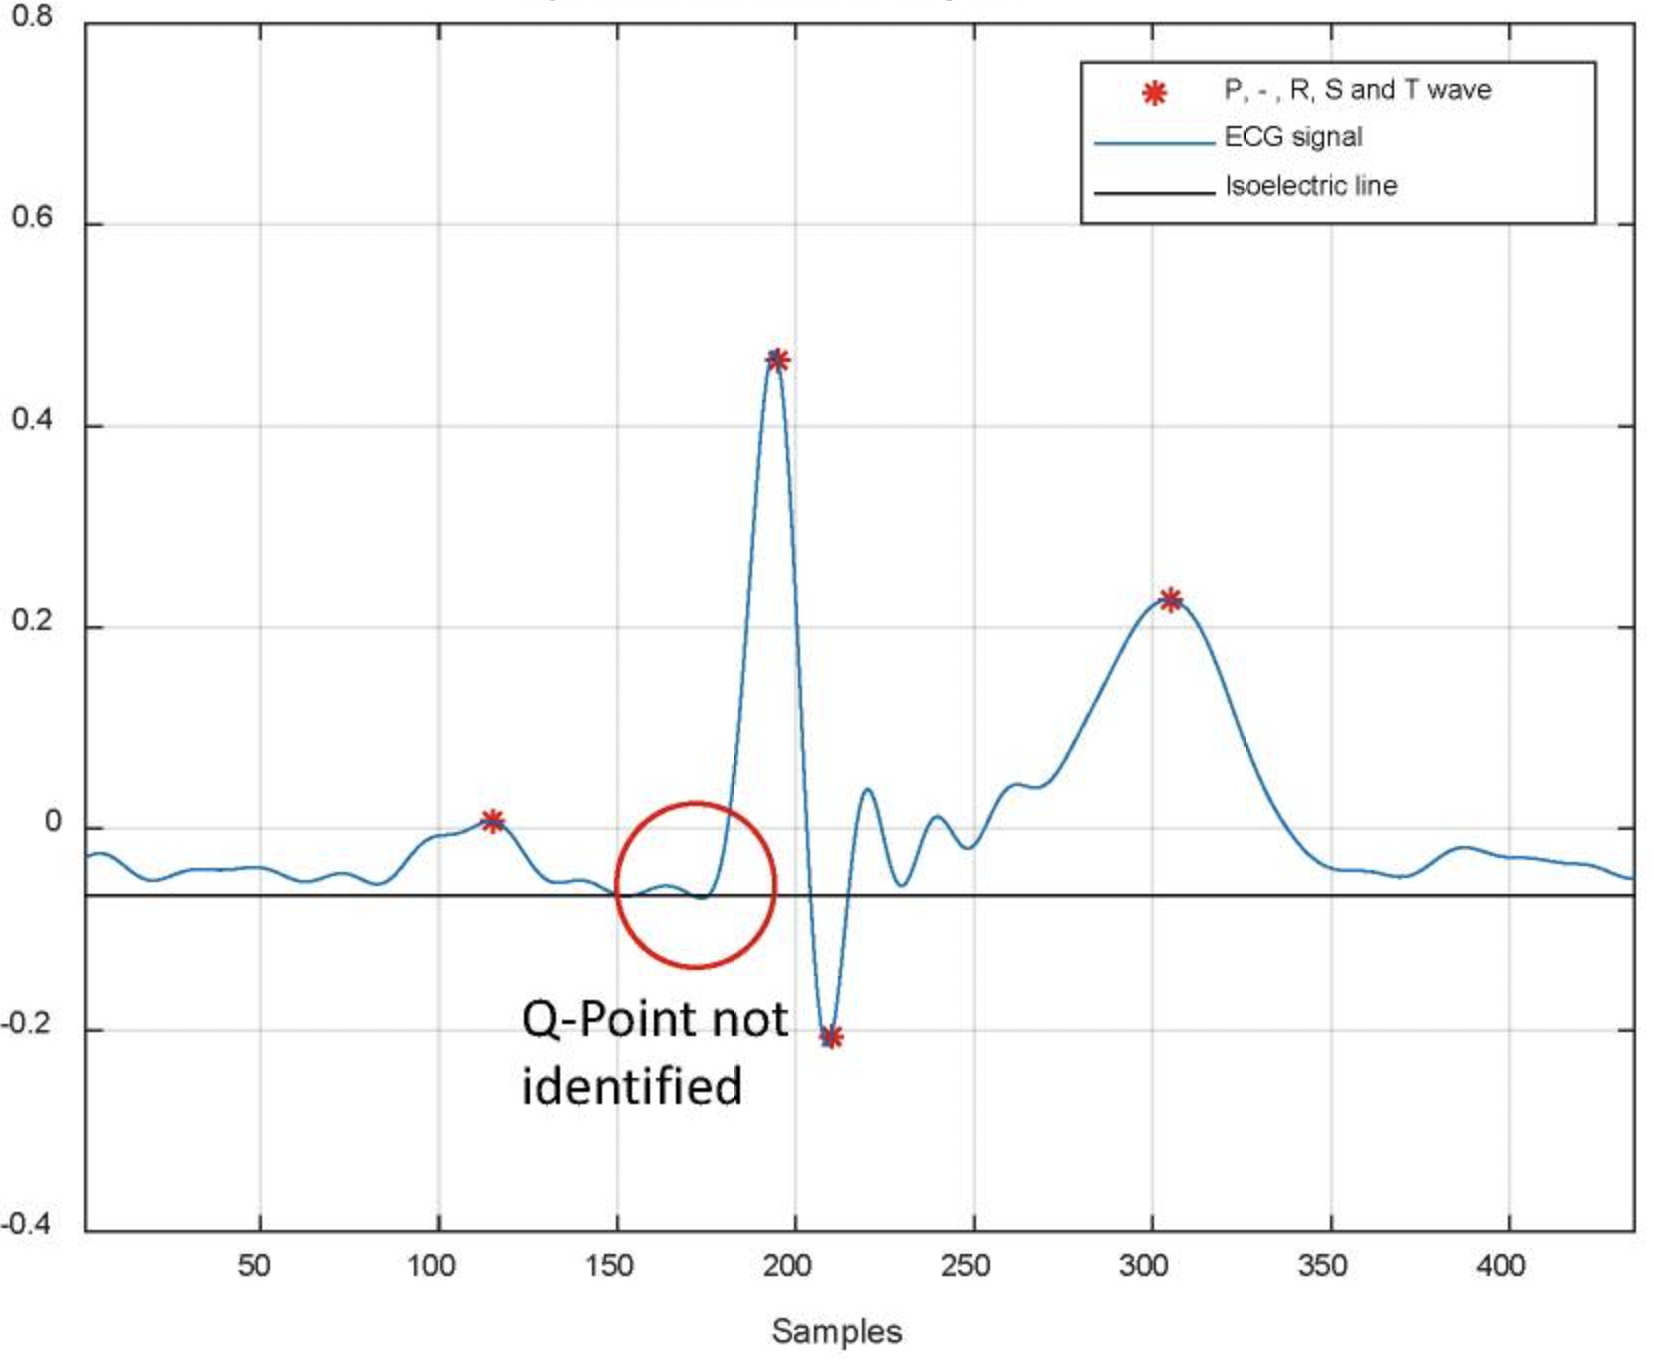 0.8
P, - , R, S and T wave
ECG signal
Isoelectric line
0.6
0.4
0.2
0
-0.2
Q-Point not
identified
-0.4
50 100 150 200 250 300 350 400
Samples